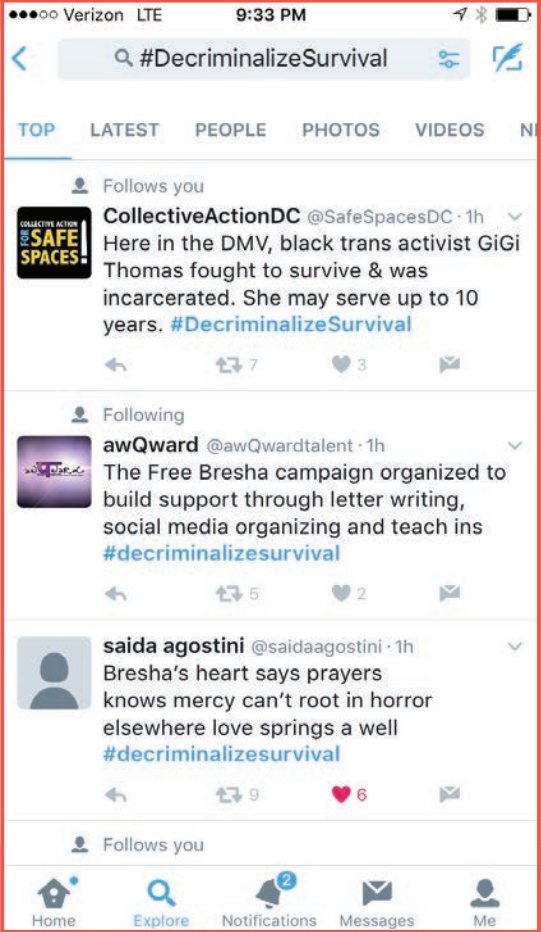 Verizon LTE 9:33 PM
#DecriminalizeSurvival
TOP LATEST PEOPLE PHOTOS VIDEOS
Follows you
COLLECTIVE ACTION
FOR SAFE
SPACES!
CollectiveActionDC @SafeSpacesDC · 1h
Here in the DMV, black trans activist GiGi
Thomas fought to survive & was
incarcerated. She may serve up to 10
years. #DecriminalizeSurvival
7 3
Following
awQward @awQwardtalent · 1h
The Free Bresha campaign organized to
build support through letter writing,
social media organizing and teach ins
#decriminalizesurvival
5 2
saida agostini @saidaagostini · 1h
Bresha's heart says prayers
knows mercy can't root in horror
elsewhere love springs a well
#decriminalizesurvival
9 6
Follows you
2
Home Explore Notifications Messages Me